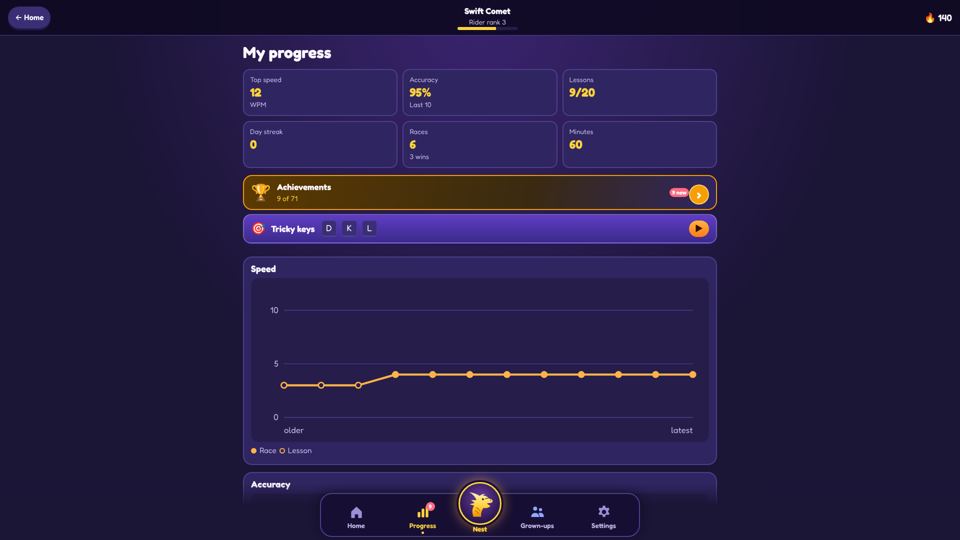 ← Home
Swift Comet
Rider rank 3
140
My progress
Top speed
12
WPM
Accuracy
95%
Last 10
Lessons
9/20
Day streak
0
Races
6
3 wins
Minutes
60
Achievements
9 of 71
9 new
Tricky keys D K L
Speed
10
5
0
older latest
Race Lesson
Accuracy
Home
Progress
Nest
Grown-ups
Settings